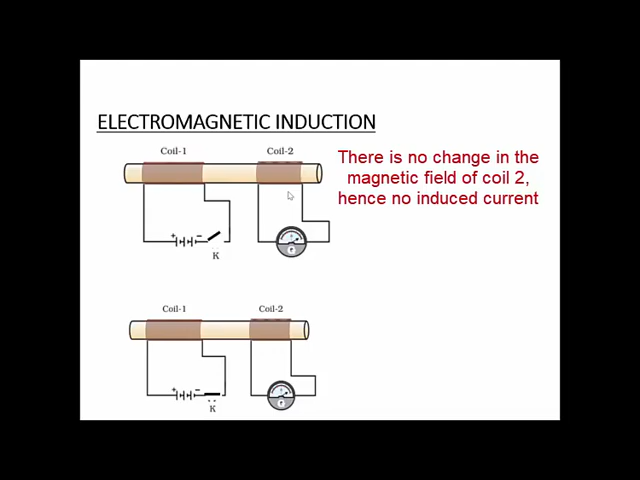 ELECTROMAGNETIC INDUCTION
Coil-1 Coil-2
There is no change in the
magnetic field of coil 2,
hence no induced current
+ −
K
G
Coil-1 Coil-2
+ −
K
G